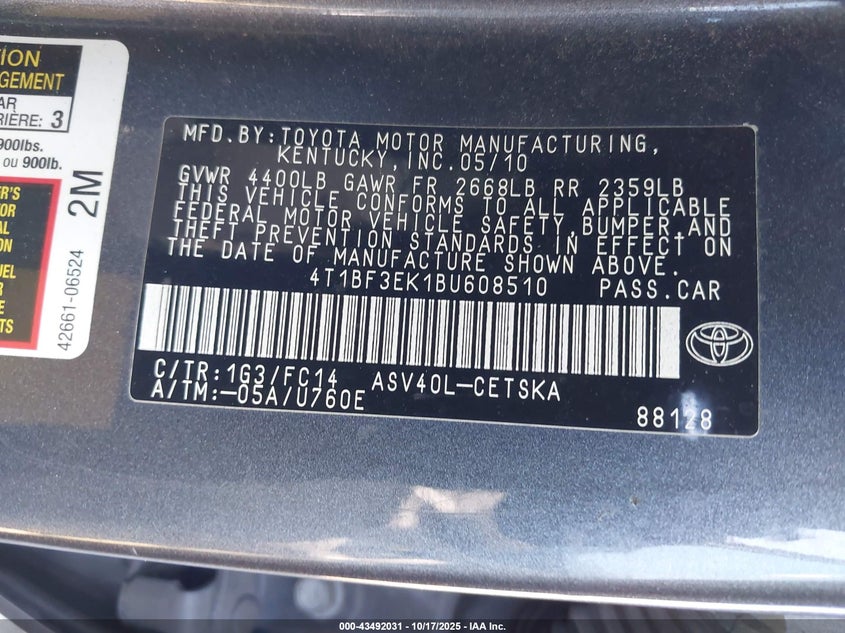 TION
GEMENT
AR
RIÈRE: 3
900lbs.
ou 900lb.
ER'S
TOR
AL
ON
UEL
E
TS
42661-06524
2M
MFD.BY:TOYOTA MOTOR MANUFACTURING,
KENTUCKY,INC.05/10
GVWR 4400LB GAWR FR 2668LB RR 2359LB
THIS VEHICLE CONFORMS TO ALL APPLICABLE
FEDERAL MOTOR VEHICLE SAFETY,BUMPER,AND
THEFT PREVENTION STANDARDS IN EFFECT ON
THE DATE OF MANUFACTURE SHOWN ABOVE.
4T1BF3EK1BU608510 PASS.CAR
C/TR:1G3/FC14 ASV40L-CETSKA
A/TM:-05A/U760E
88128
000-43492031 - 10/17/2025 - IAA Inc.